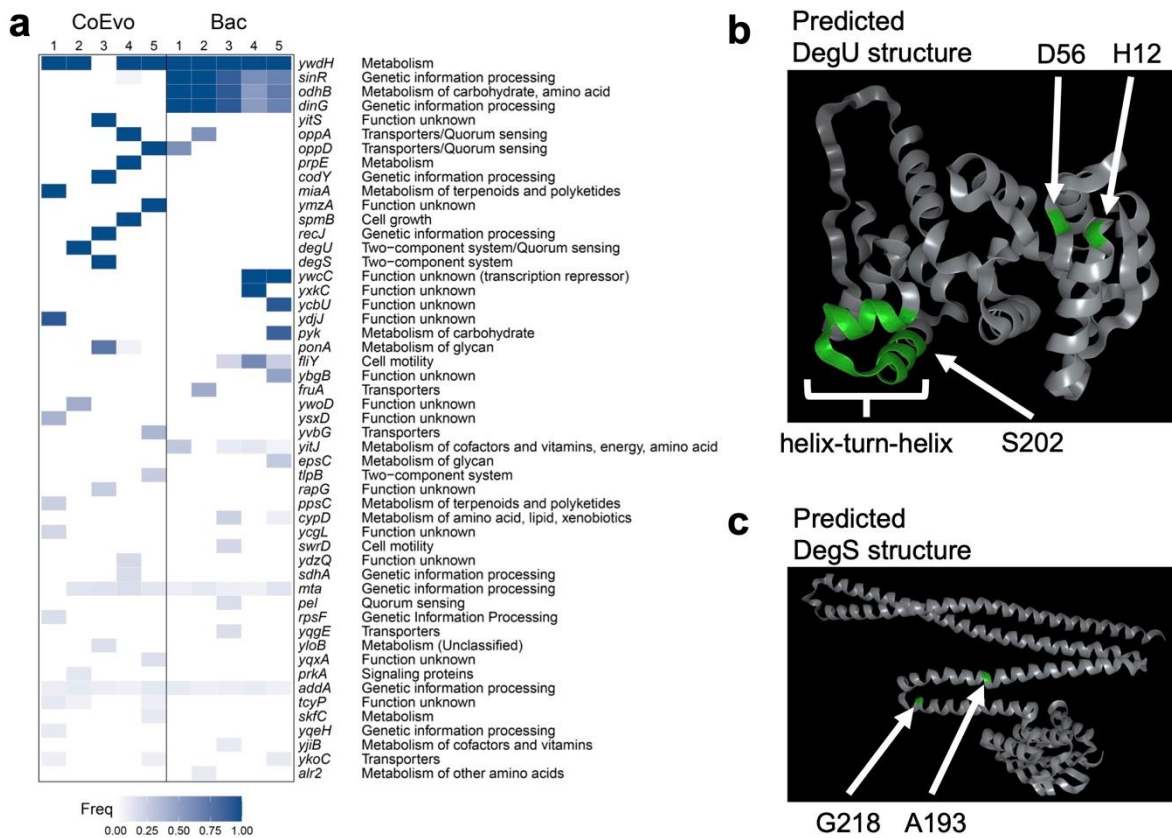 a
CoEvo Bac
1 2 3 4 5 1 2 3 4 5
ywdH Metabolism
sinR Genetic information processing
odhB Metabolism of carbohydrate, amino acid
dinG Genetic information processing
yitS Function unknown
oppA Transporters/Quorum sensing
oppD Transporters/Quorum sensing
prpE Metabolism
codY Genetic information processing
miaA Metabolism of terpenoids and polyketides
ymzA Function unknown
spmB Cell growth
recJ Genetic information processing
degU Two−component system/Quorum sensing
degS Two−component system
ywcC Function unknown (transcription repressor)
yxkC Function unknown
ycbU Function unknown
ydjJ Function unknown
pyk Metabolism of carbohydrate
ponA Metabolism of glycan
fliY Cell motility
ybgB Function unknown
fruA Transporters
ywoD Function unknown
ysxD Function unknown
yvbG Transporters
yitJ Metabolism of cofactors and vitamins, energy, amino acid
epsC Metabolism of glycan
tlpB Two−component system
rapG Function unknown
ppsC Metabolism of terpenoids and polyketides
cypD Metabolism of amino acid, lipid, xenobiotics
ycgL Function unknown
swrD Cell motility
ydzQ Function unknown
sdhA Genetic information processing
mta Genetic information processing
pel Quorum sensing
rpsF Genetic Information Processing
yqgE Transporters
yloB Metabolism (Unclassified)
yqxA Function unknown
prkA Signaling proteins
addA Genetic information processing
tcyP Function unknown
skfC Metabolism
yqeH Genetic information processing
yjiB Metabolism of cofactors and vitamins
ykoC Transporters
alr2 Metabolism of other amino acids
Freq
0.00 0.25 0.50 0.75 1.00
b
Predicted
DegU structure
D56 H12
helix-turn-helix S202
c
Predicted
DegS structure
G218 A193